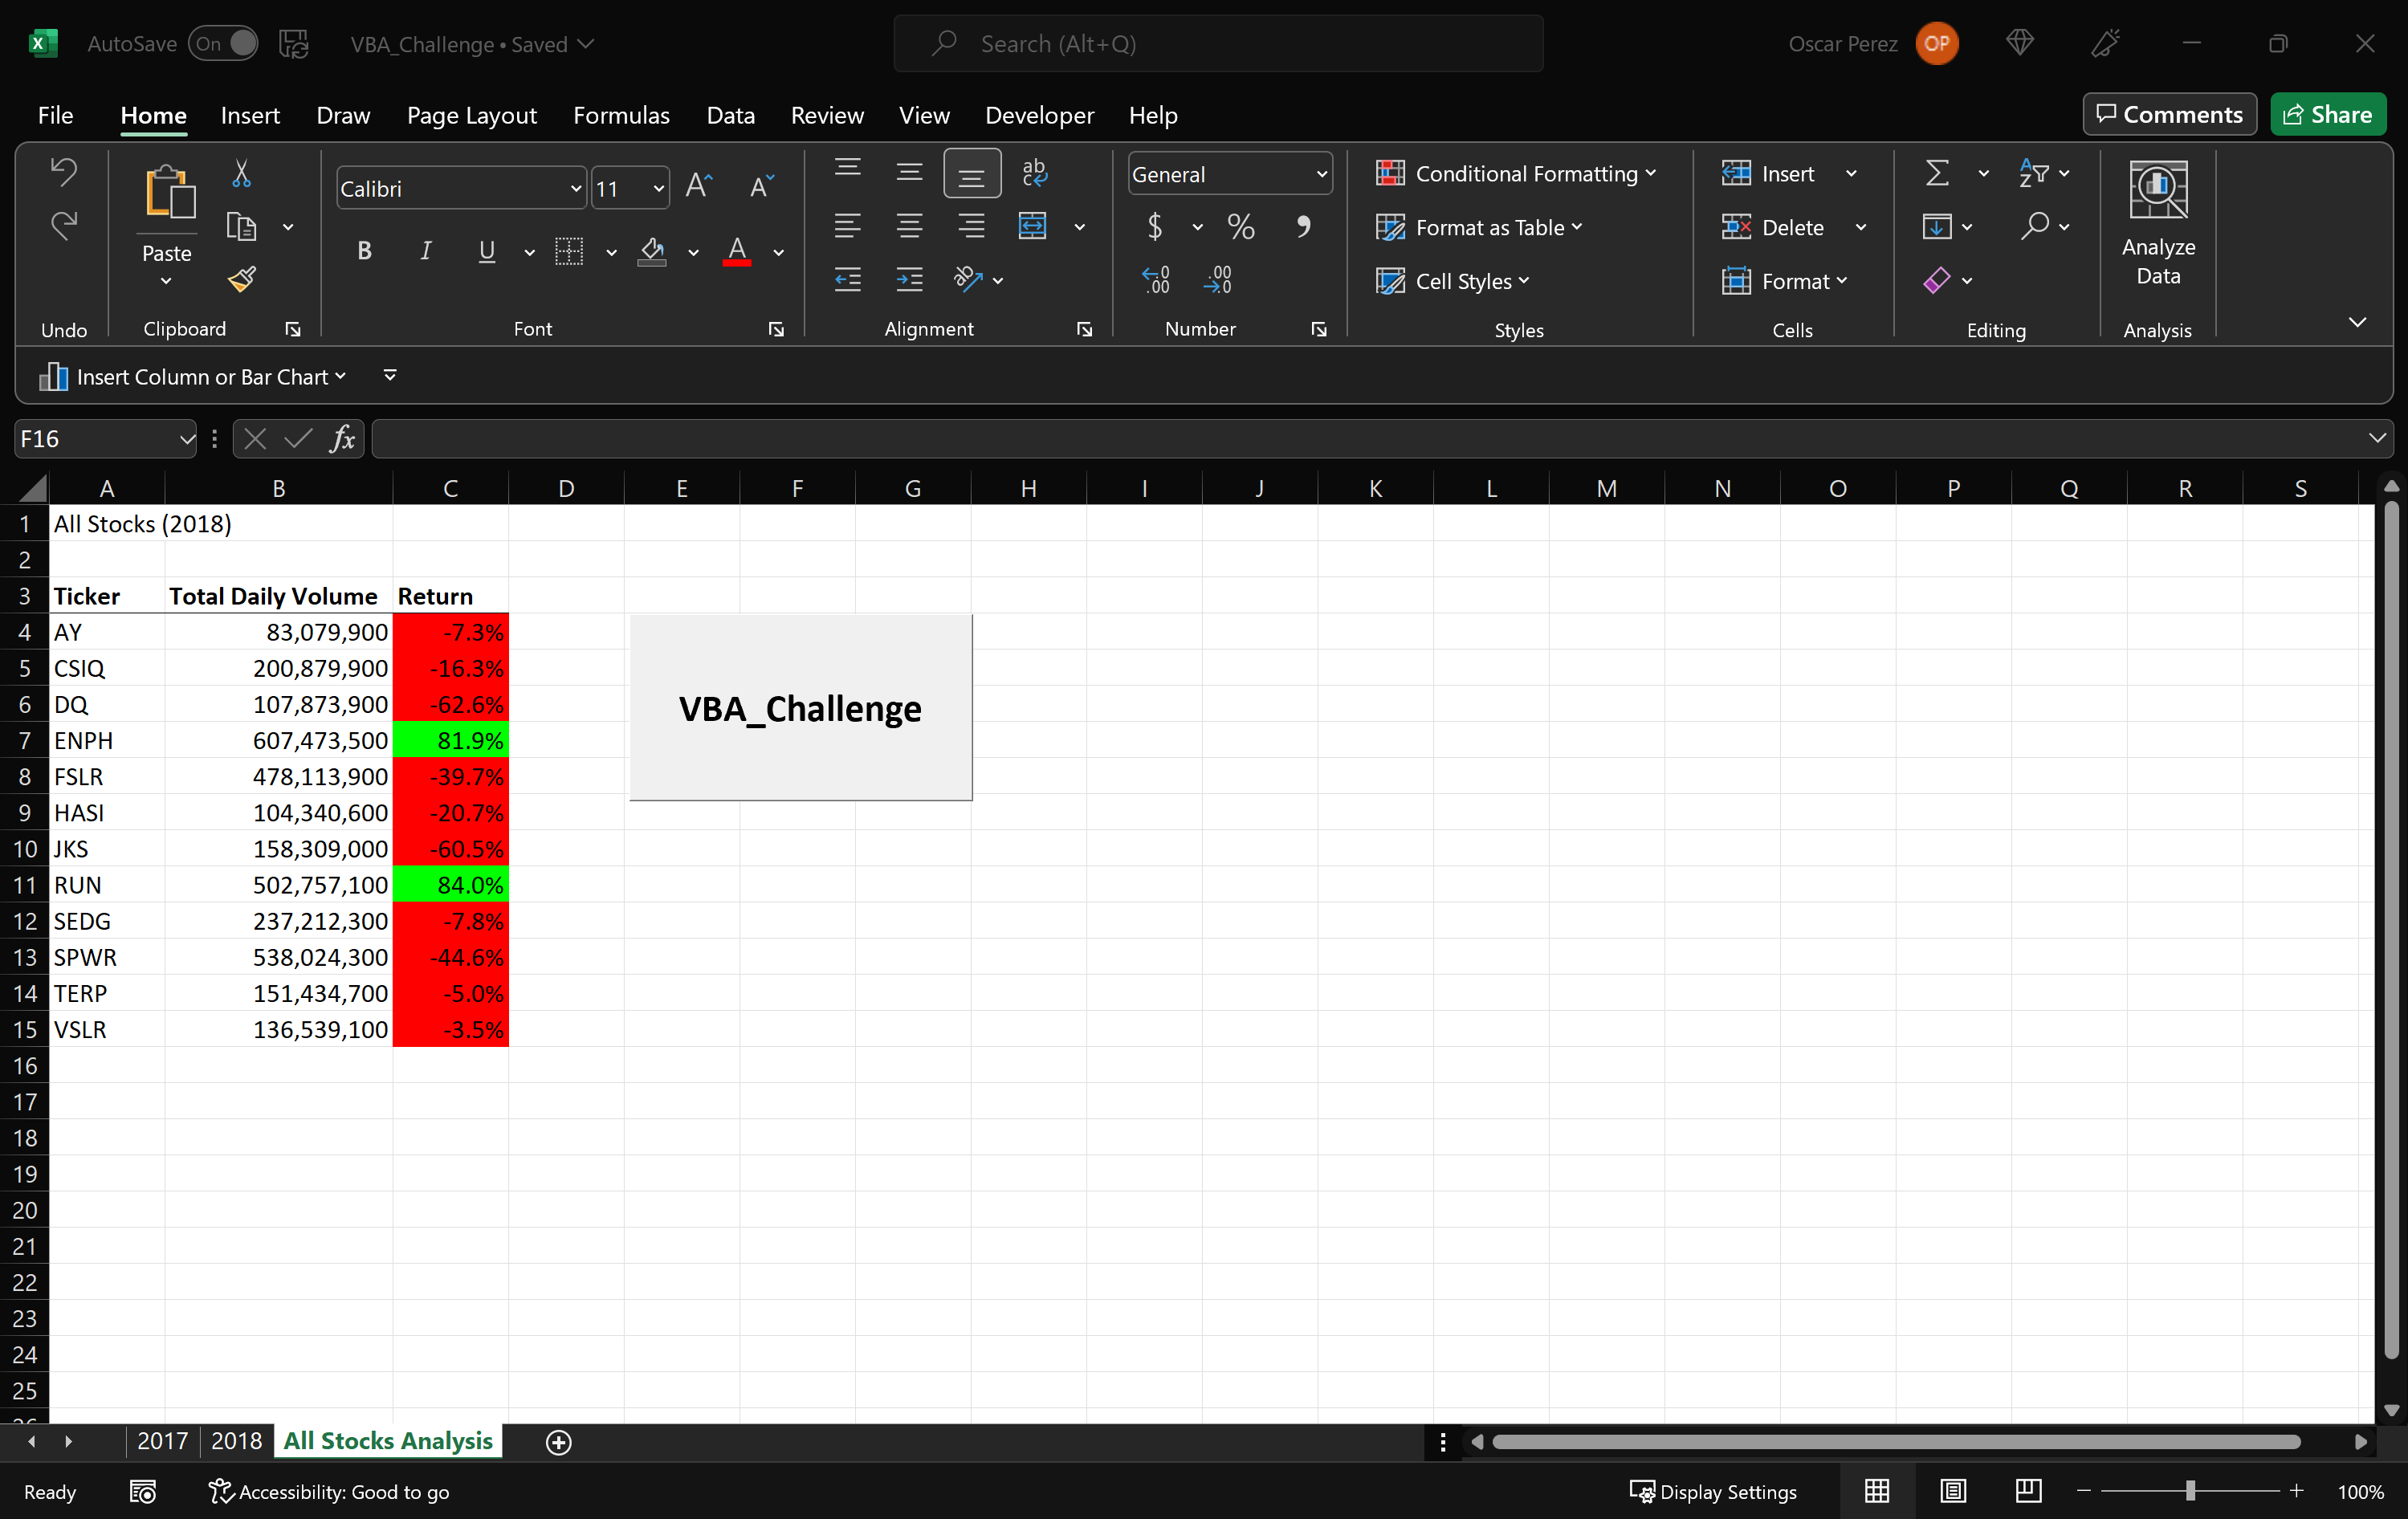 AutoSave On VBA_Challenge • Saved Search (Alt+Q) Oscar Perez OP
File Home Insert Draw Page Layout Formulas Data Review View Developer Help Comments Share
Paste Calibri 11 General Conditional Formatting Insert
Format as Table Delete
Cell Styles Format
Analyze Data
Undo Clipboard Font Alignment Number Styles Cells Editing Analysis
Insert Column or Bar Chart
F16 fx
A B C D E F G H I J K L M N O P Q R S
1 All Stocks (2018)
2
3 Ticker Total Daily Volume Return
4 AY 83,079,900 -7.3%
5 CSIQ 200,879,900 -16.3%
6 DQ 107,873,900 -62.6%
VBA_Challenge
7 ENPH 607,473,500 81.9%
8 FSLR 478,113,900 -39.7%
9 HASI 104,340,600 -20.7%
10 JKS 158,309,000 -60.5%
11 RUN 502,757,100 84.0%
12 SEDG 237,212,300 -7.8%
13 SPWR 538,024,300 -44.6%
14 TERP 151,434,700 -5.0%
15 VSLR 136,539,100 -3.5%
16
17
18
19
20
21
22
23
24
25
26
2017 2018 All Stocks Analysis
Ready Accessibility: Good to go Display Settings 100%